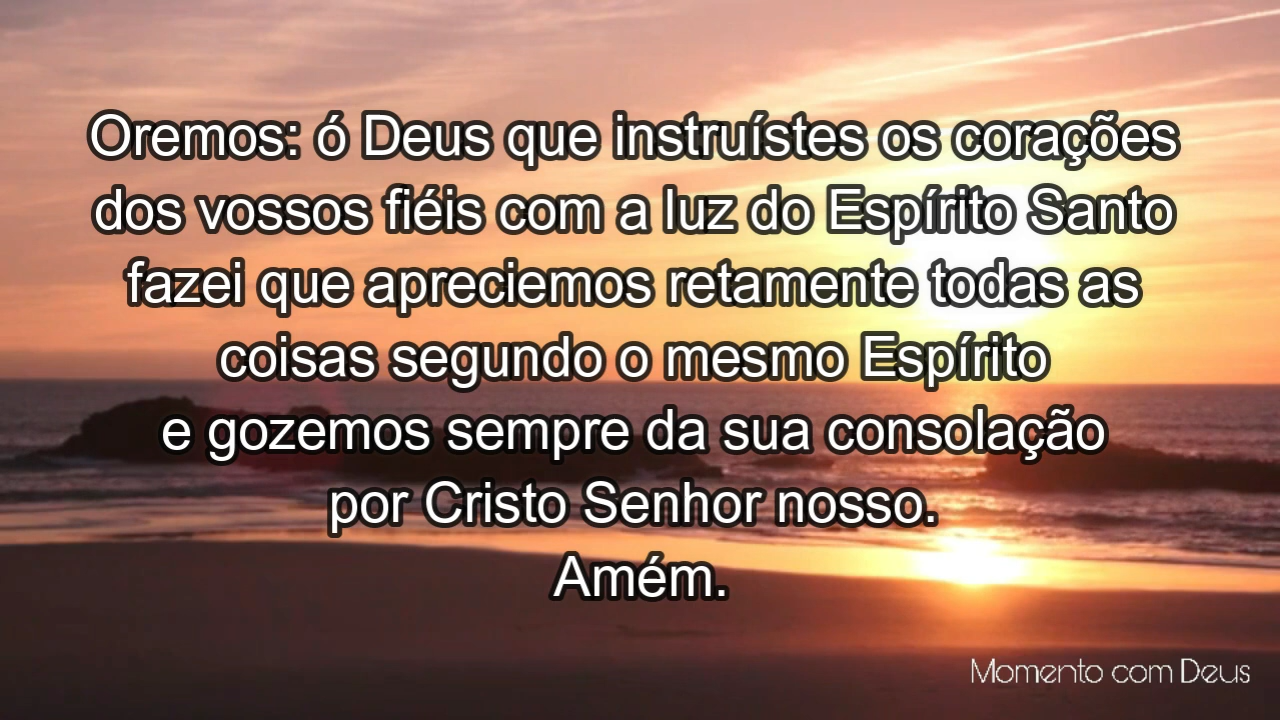 Oremos: ó Deus que instruístes os corações
dos vossos fiéis com a luz do Espírito Santo
fazei que apreciemos retamente todas as
coisas segundo o mesmo Espírito
e gozemos sempre da sua consolação
por Cristo Senhor nosso.
Amém.
Momento com Deus